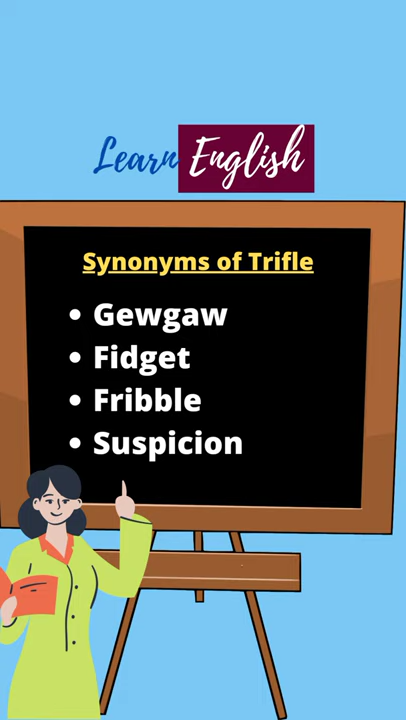 Learn English
Synonyms of Trifle
• Gewgaw
• Fidget
• Fribble
• Suspicion